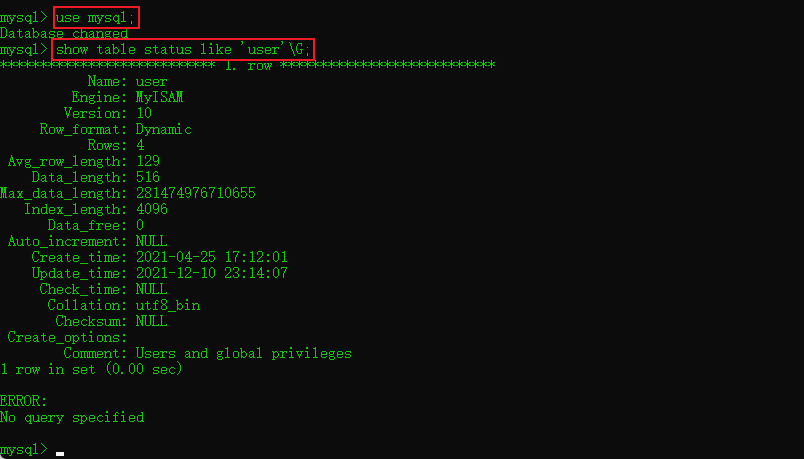 mysql> use mysql;
Database changed
mysql> show table status like 'user'\G;
*************************** 1. row ***************************
Name: user
Engine: MyISAM
Version: 10
Row_format: Dynamic
Rows: 4
Avg_row_length: 129
Data_length: 516
Max_data_length: 281474976710655
Index_length: 4096
Data_free: 0
Auto_increment: NULL
Create_time: 2021-04-25 17:12:01
Update_time: 2021-12-10 23:14:07
Check_time: NULL
Collation: utf8_bin
Checksum: NULL
Create_options:
Comment: Users and global privileges
1 row in set (0.00 sec)
ERROR:
No query specified
mysql>